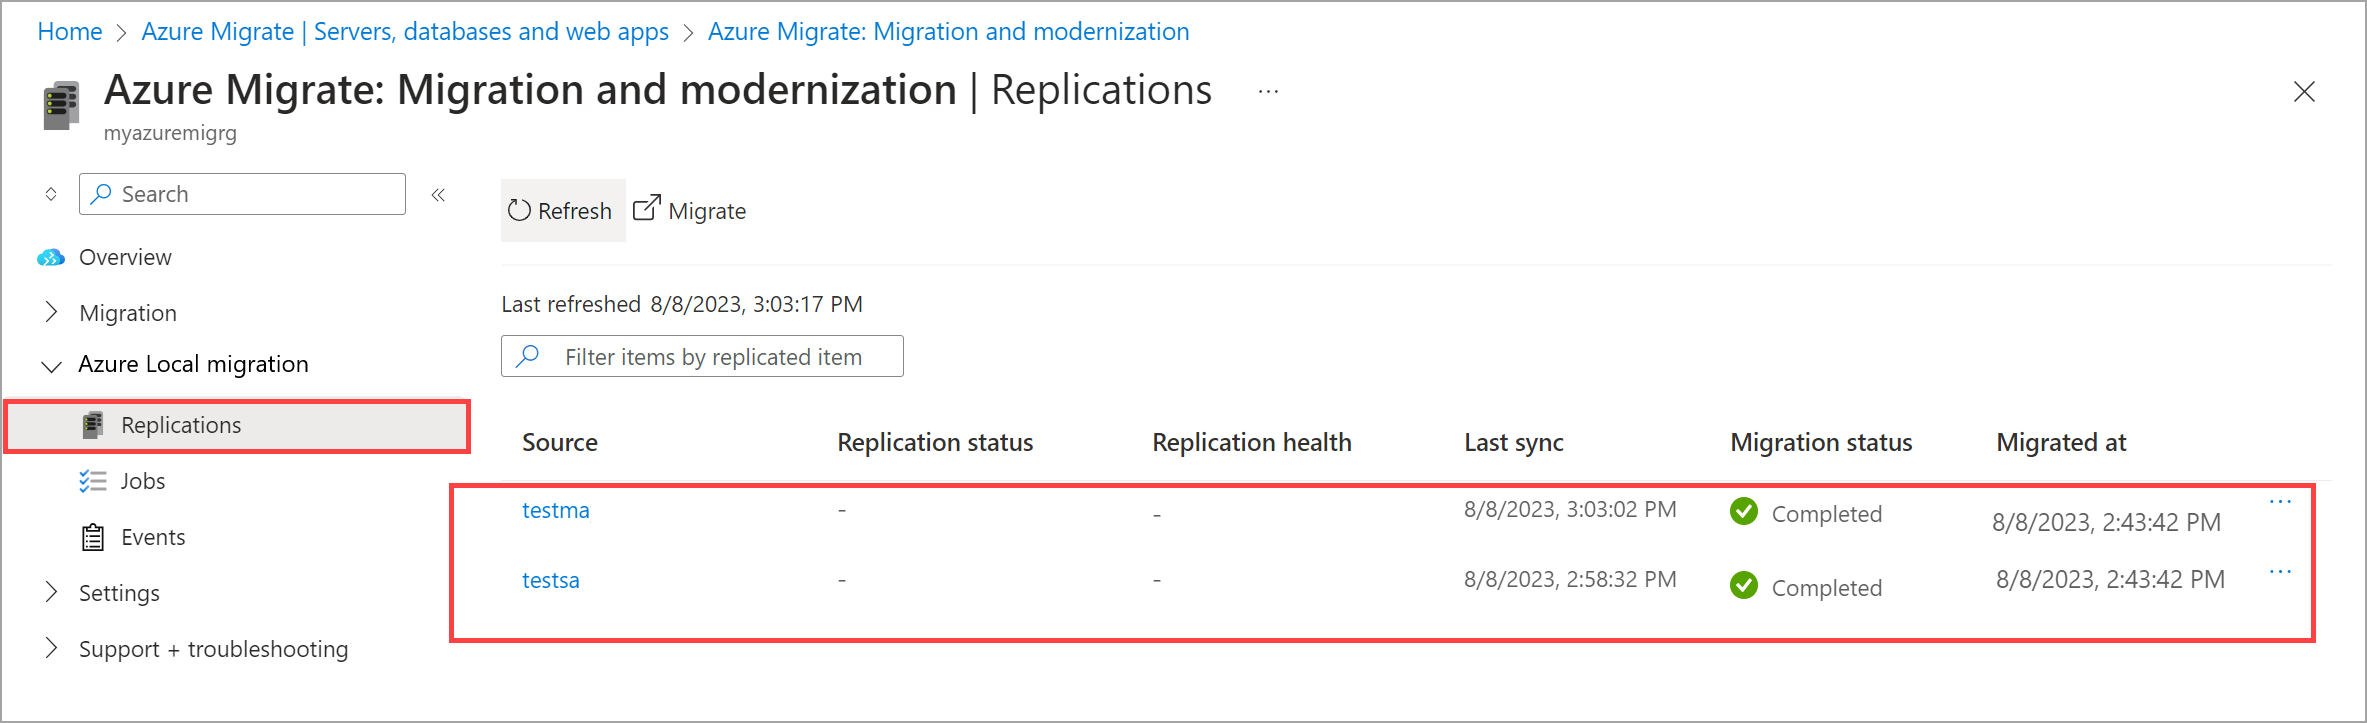 Home > Azure Migrate | Servers, databases and web apps > Azure Migrate: Migration and modernization
Azure Migrate: Migration and modernization | Replications ...
myazuremigrg
Search
Overview
Migration
Azure Local migration
Replications
Jobs
Events
Settings
Support + troubleshooting
Refresh Migrate
Last refreshed 8/8/2023, 3:03:17 PM
Filter items by replicated item
Source Replication status Replication health Last sync Migration status Migrated at
testma - - 8/8/2023, 3:03:02 PM Completed 8/8/2023, 2:43:42 PM ...
testsa - - 8/8/2023, 2:58:32 PM Completed 8/8/2023, 2:43:42 PM ...